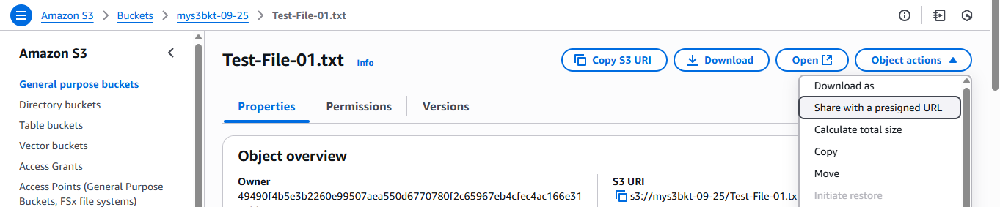 Amazon S3 > Buckets > mys3bkt-09-25 > Test-File-01.txt
Amazon S3
General purpose buckets
Directory buckets
Table buckets
Vector buckets
Access Grants
Access Points (General Purpose
Buckets, FSx file systems)
Test-File-01.txt Info
Copy S3 URI
Download
Open
Object actions
Download as
Share with a presigned URL
Calculate total size
Copy
Move
Initiate restore
Properties
Permissions
Versions
Object overview
Owner
49490f4b5e3b2260e99507aea550d6770780f2c65967eb4cfec4ac166e31
S3 URI
s3://mys3bkt-09-25/Test-File-01.txt